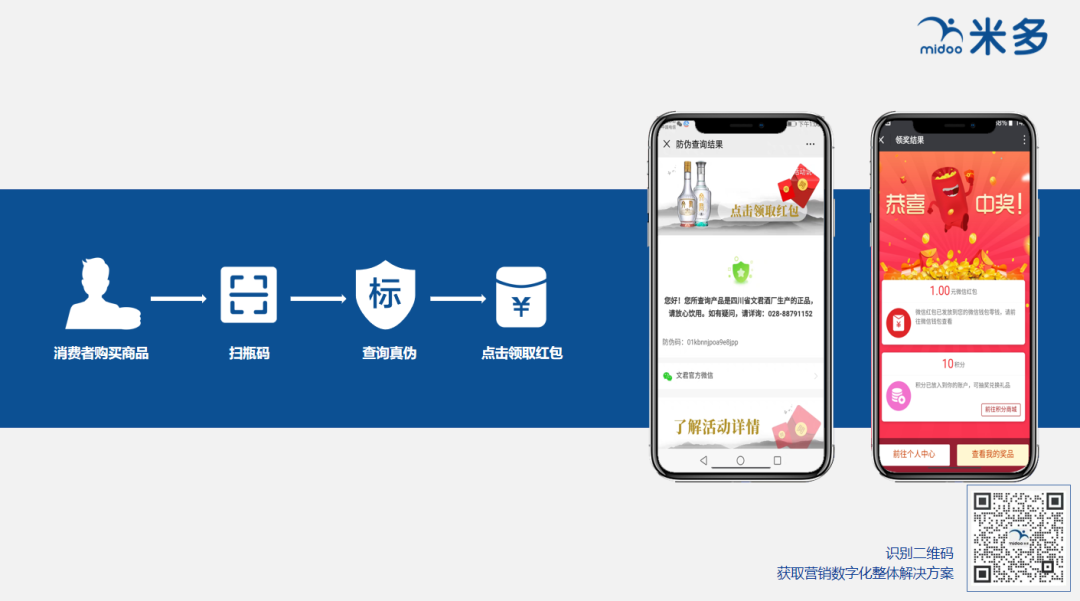 midoo 米多
消费者购买商品
扫瓶码
标
查询真伪
¥
点击领取红包
防伪查询结果
点击领取红包
您好！您所查询产品是四川省文君酒厂生产的正品，
请放心饮用。如有疑问，请详询：028-88791152
防伪码：01kbnnjpoa9e8jpp
文君官方微信
了解活动详情
领奖结果
恭喜 中奖!
1.00元微信红包
微信红包已发放到您的微信钱包零钱，请前
往微信钱包查看
10积分
积分已放入到你的账户，可抽奖兑换礼品
前往积分商城
前往个人中心
查看我的奖品
识别二维码
获取营销数字化整体解决方案